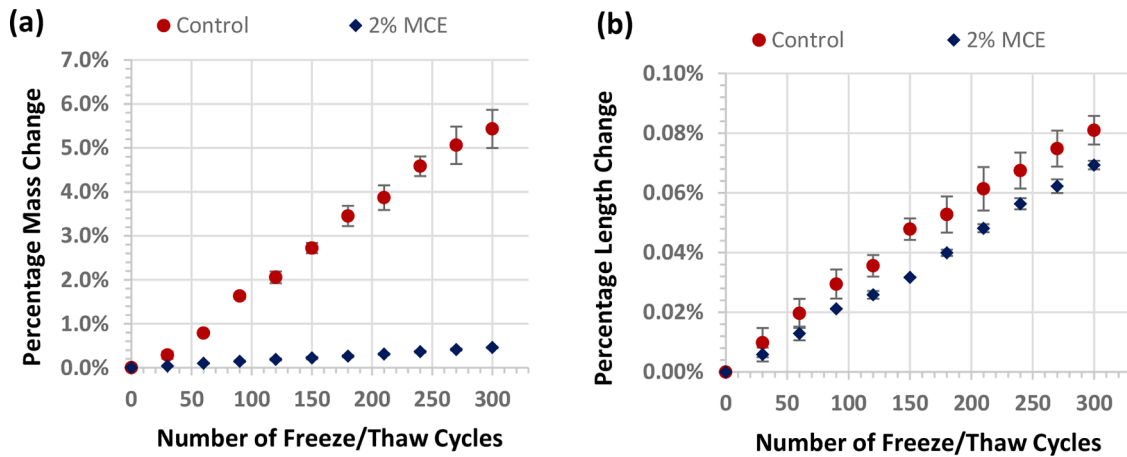 (a)
Control
2% MCE
Percentage Mass Change
7.0%
6.0%
5.0%
4.0%
3.0%
2.0%
1.0%
0.0%
0 50 100 150 200 250 300
Number of Freeze/Thaw Cycles
(b)
Control
2% MCE
Percentage Length Change
0.10%
0.08%
0.06%
0.04%
0.02%
0.00%
0 50 100 150 200 250 300
Number of Freeze/Thaw Cycles